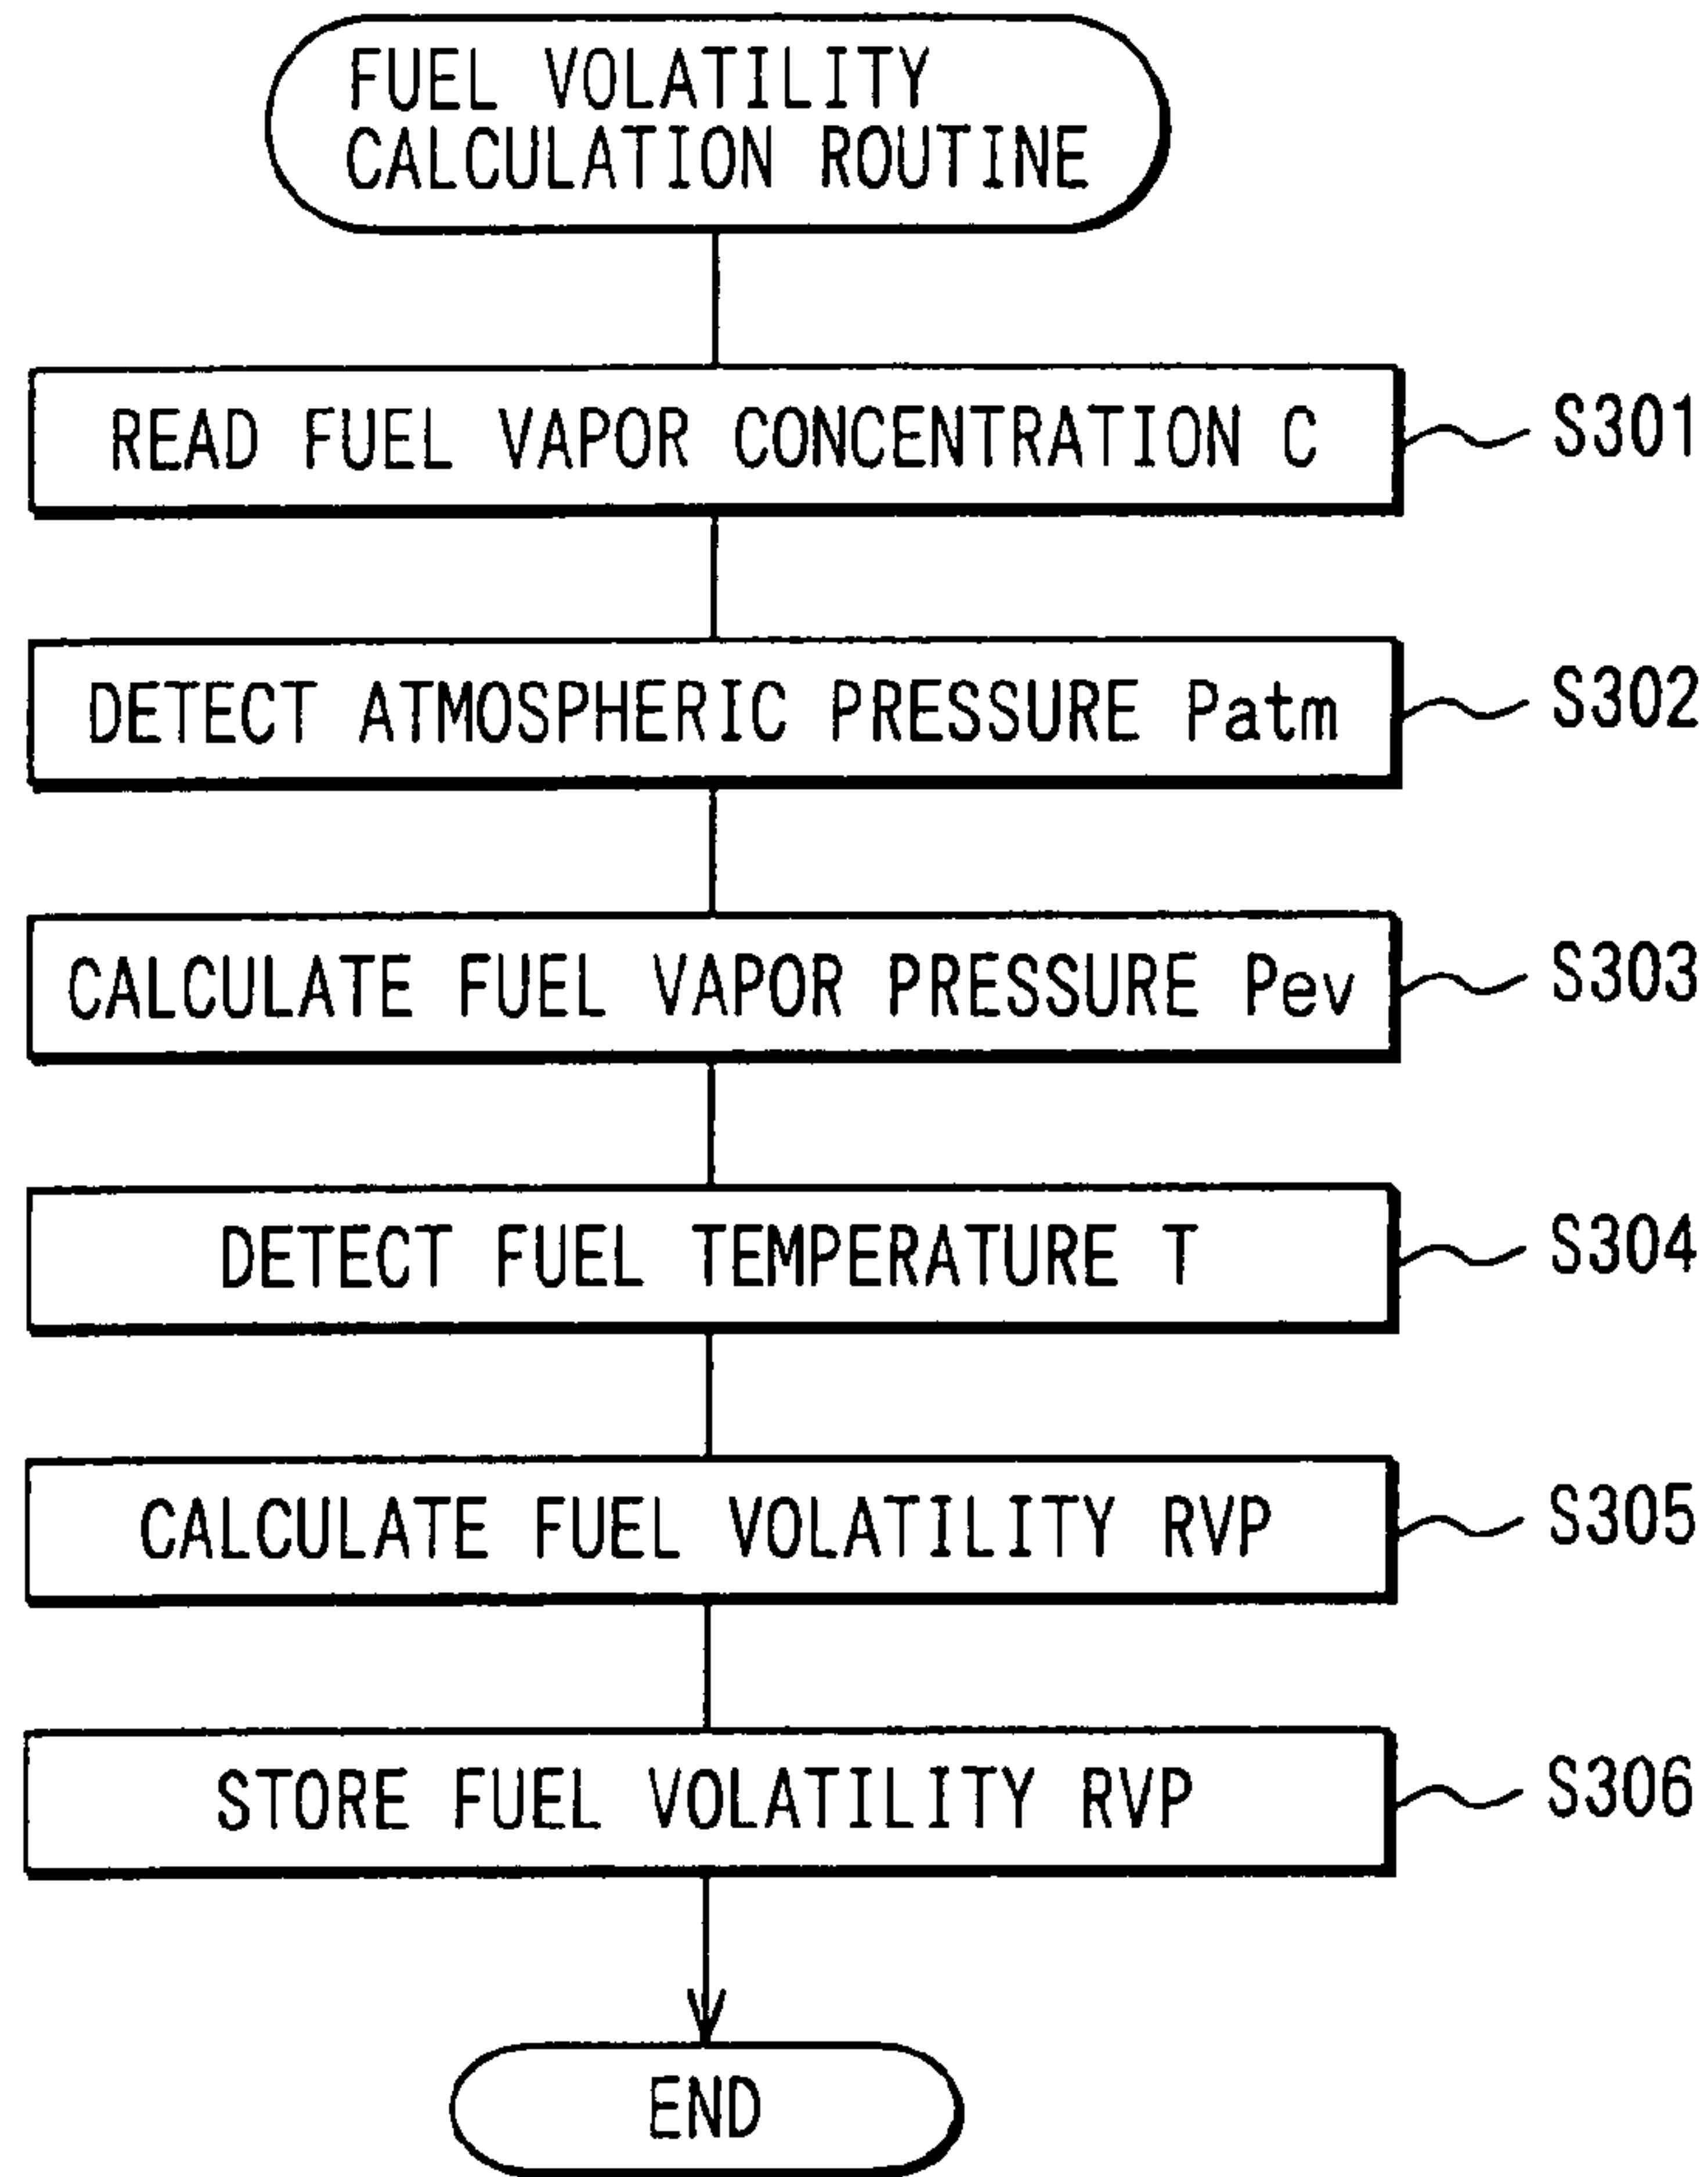 FUEL VOLATILITY
CALCULATION ROUTINE
READ FUEL VAPOR CONCENTRATION C
S301
DETECT ATMOSPHERIC PRESSURE Patm
S302
CALCULATE FUEL VAPOR PRESSURE Pev
S303
DETECT FUEL TEMPERATURE T
S304
CALCULATE FUEL VOLATILITY RVP
S305
STORE FUEL VOLATILITY RVP
S306
END